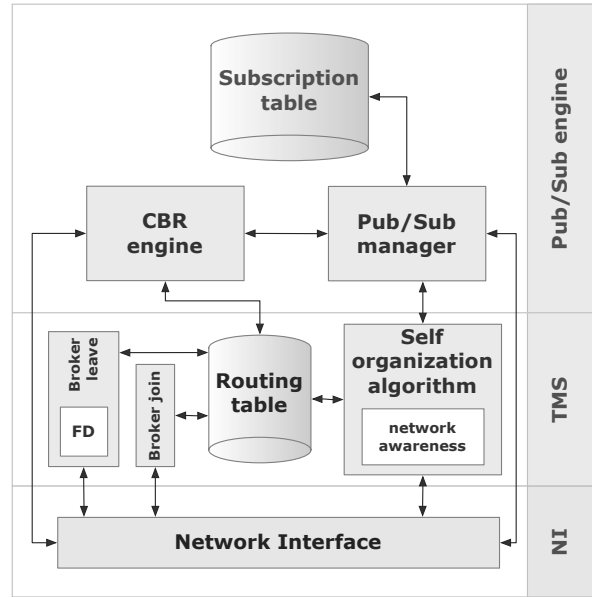 Subscription
table
Pub/Sub engine
CBR
engine
Pub/Sub
manager
Broker
leave
FD
Broker join
Routing
table
Self
organization
algorithm
network
awareness
TMS
Network Interface
NI